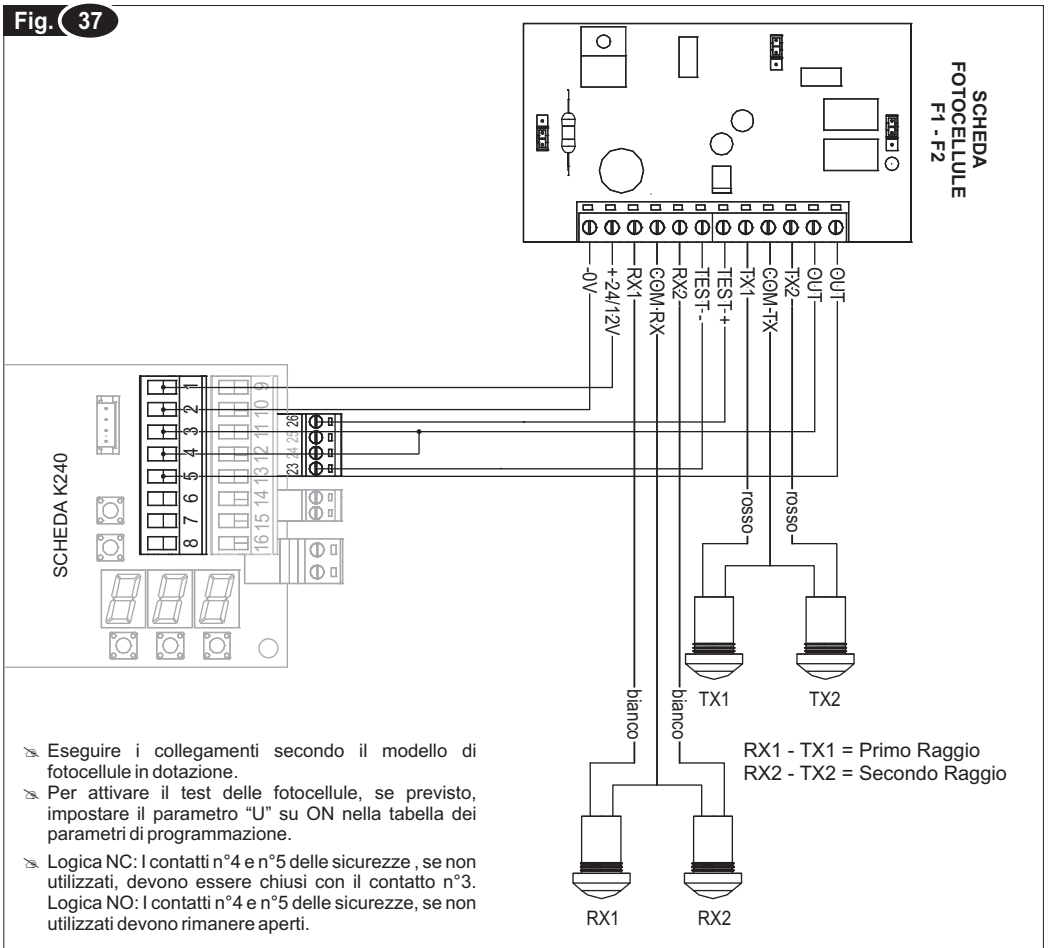 Fig. 37
SCHEDA
FOTOCELLULE
F1 - F2
-0V
+-24/12V
RX1
COM-RX
RX2
TEST--
TEST-+
TX1
COM-TX
TX2
OUT
OUT
SCHEDA K240
1
2
3
4
5
6
7
8
9
10
11
12
13
14
15
16
26
25
24
23
rosso
rosso
bianco
bianco
TX1
TX2
RX1
RX2
RX1 - TX1 = Primo Raggio
RX2 - TX2 = Secondo Raggio
Eseguire i collegamenti secondo il modello di
fotocellule in dotazione.
Per attivare il test delle fotocellule, se previsto,
impostare il parametro “U” su ON nella tabella dei
parametri di programmazione.
Logica NC: I contatti n°4 e n°5 delle sicurezze , se non
utilizzati, devono essere chiusi con il contatto n°3.
Logica NO: I contatti n°4 e n°5 delle sicurezze, se non
utilizzati devono rimanere aperti.